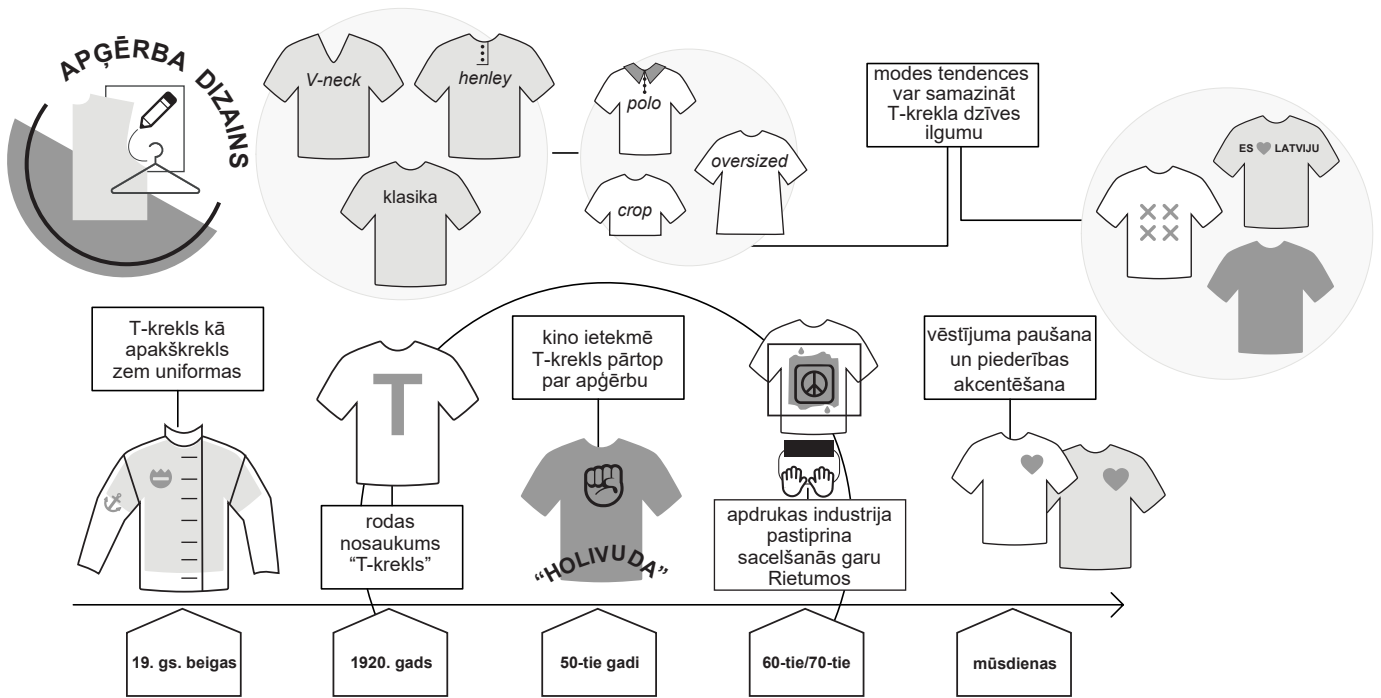 APĢĒRBA DIZAINS
V-neck
henley
klasika
polo
oversized
crop
modes tendences
var samazināt
T-krekla dzīves
ilgumu
ES LATVIJU
T-krekls kā
apakškrekls
zem uniformas
T
rodas
nosaukums
“T-krekls”
kino ietekmē
T-krekls pārtop
par apģērbu
“HOLIVUDA”
apdrukas industrija
pastiprina
sacelšanās garu
Rietumos
vēstījuma paušana
un piederības
akcentēšana
19. gs. beigas
1920. gads
50-tie gadi
60-tie/70-tie
mūsdienas